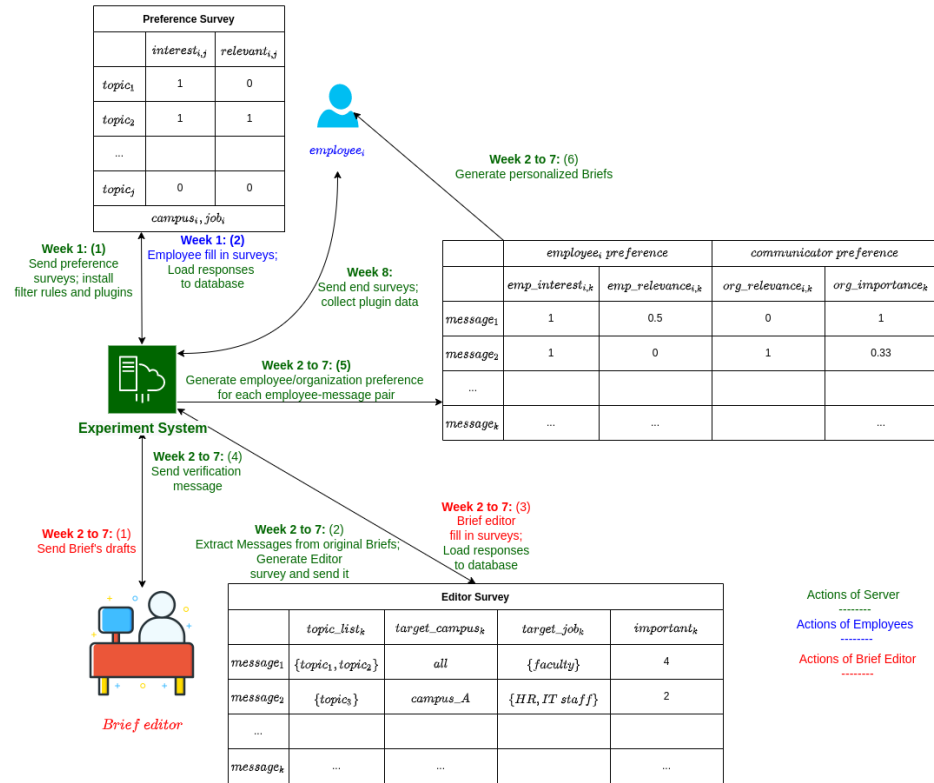 Preference Survey
interest_{i,j} relevant_{i,j}
topic_1 1 0
topic_2 1 1
...
topic_j 0 0
campus_i, job_i
employee_i
Week 2 to 7: (6)
Generate personalized Briefs
Week 1: (1)
Send preference
surveys; install
filter rules and plugins
Week 1: (2)
Employee fill in surveys;
Load responses
to database
Week 8:
Send end surveys;
collect plugin data
employee_i preference communicator preference
emp_interest_{i,k} emp_relevance_{i,k} org_relevance_{i,k} org_importance_k
message_1 1 0.5 0 1
message_2 1 0 1 0.33
...
message_k ... ... ...
Week 2 to 7: (5)
Generate employee/organization preference
for each employee-message pair
Experiment System
Week 2 to 7: (4)
Send verification
message
Week 2 to 7: (1)
Send Brief's drafts
Week 2 to 7: (2)
Extract Messages from original Briefs;
Generate Editor
survey and send it
Week 2 to 7: (3)
Brief editor
fill in surveys;
Load responses
to database
Brief editor
Editor Survey
topic_list_k target_campus_k target_job_k important_k
message_1 {topic_1, topic_2} all {faculty} 4
message_2 {topic_3} campus_A {HR, IT staff} 2
...
message_k ... ... ...
Actions of Server
--------
Actions of Employees
--------
Actions of Brief Editor
--------